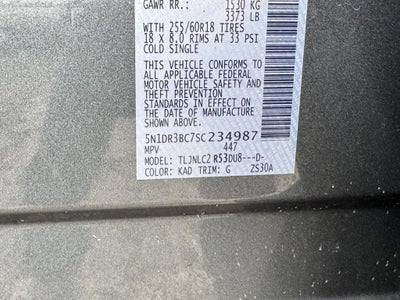 GAWR RR.: 1530 KG
3373 LB
WITH 255/60R18 TIRES
18 X 8.0 RIMS AT 33 PSI
COLD SINGLE
THIS VEHICLE CONFORMS TO
ALL APPLICABLE FEDERAL
MOTOR VEHICLE SAFETY AND
THEFT PREVENTION
STANDARDS IN EFFECT ON THE
DATE OF MANUFACTURE
SHOWN ABOVE.
5N1DR3BC7SC234987
MPV 447
MODEL: TLJNLC2 R53DU8---D-
COLOR: KAD TRIM: G ZS30A